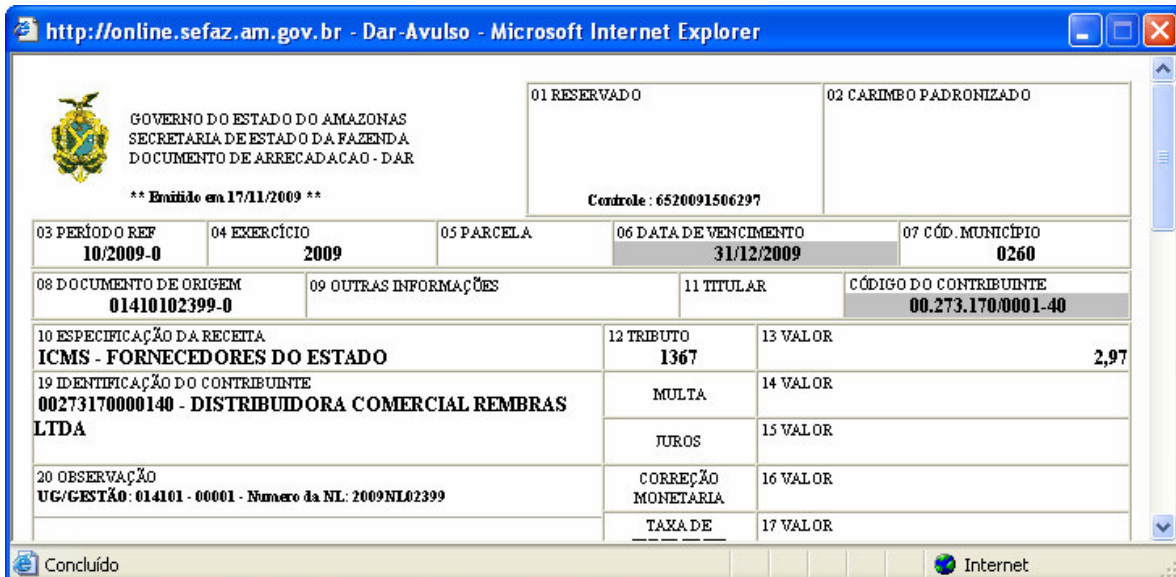 http://online.sefaz.am.gov.br - Dar-Avulso - Microsoft Internet Explorer
GOVERNO DO ESTADO DO AMAZONAS
SECRETARIA DE ESTADO DA FAZENDA
DOCUMENTO DE ARRECADACAO - DAR
** Emitido em 17/11/2009 **
01 RESERVADO
Controle : 6520091506297
02 CARIMBO PADRONIZADO
03 PERÍODO REF
10/2009-0
04 EXERCÍCIO
2009
05 PARCELA
06 DATA DE VENCIMENTO
31/12/2009
07 CÓD. MUNICÍPIO
0260
08 DOCUMENTO DE ORIGEM
01410102399-0
09 OUTRAS INFORMAÇÕES
11 TITULAR
CÓDIGO DO CONTRIBUINTE
00.273.170/0001-40
10 ESPECIFICAÇÃO DA RECEITA
ICMS - FORNECEDORES DO ESTADO
12 TRIBUTO
1367
13 VALOR
2,97
19 IDENTIFICAÇÃO DO CONTRIBUINTE
00273170000140 - DISTRIBUIDORA COMERCIAL REMBRAS
LTDA
MULTA
14 VALOR
JUROS
15 VALOR
20 OBSERVAÇÃO
UG/GESTÃO: 014101 - 00001 - Numero da NL: 2009NL02399
CORREÇÃO
MONETARIA
16 VALOR
TAXA DE
17 VALOR
Concluído
Internet